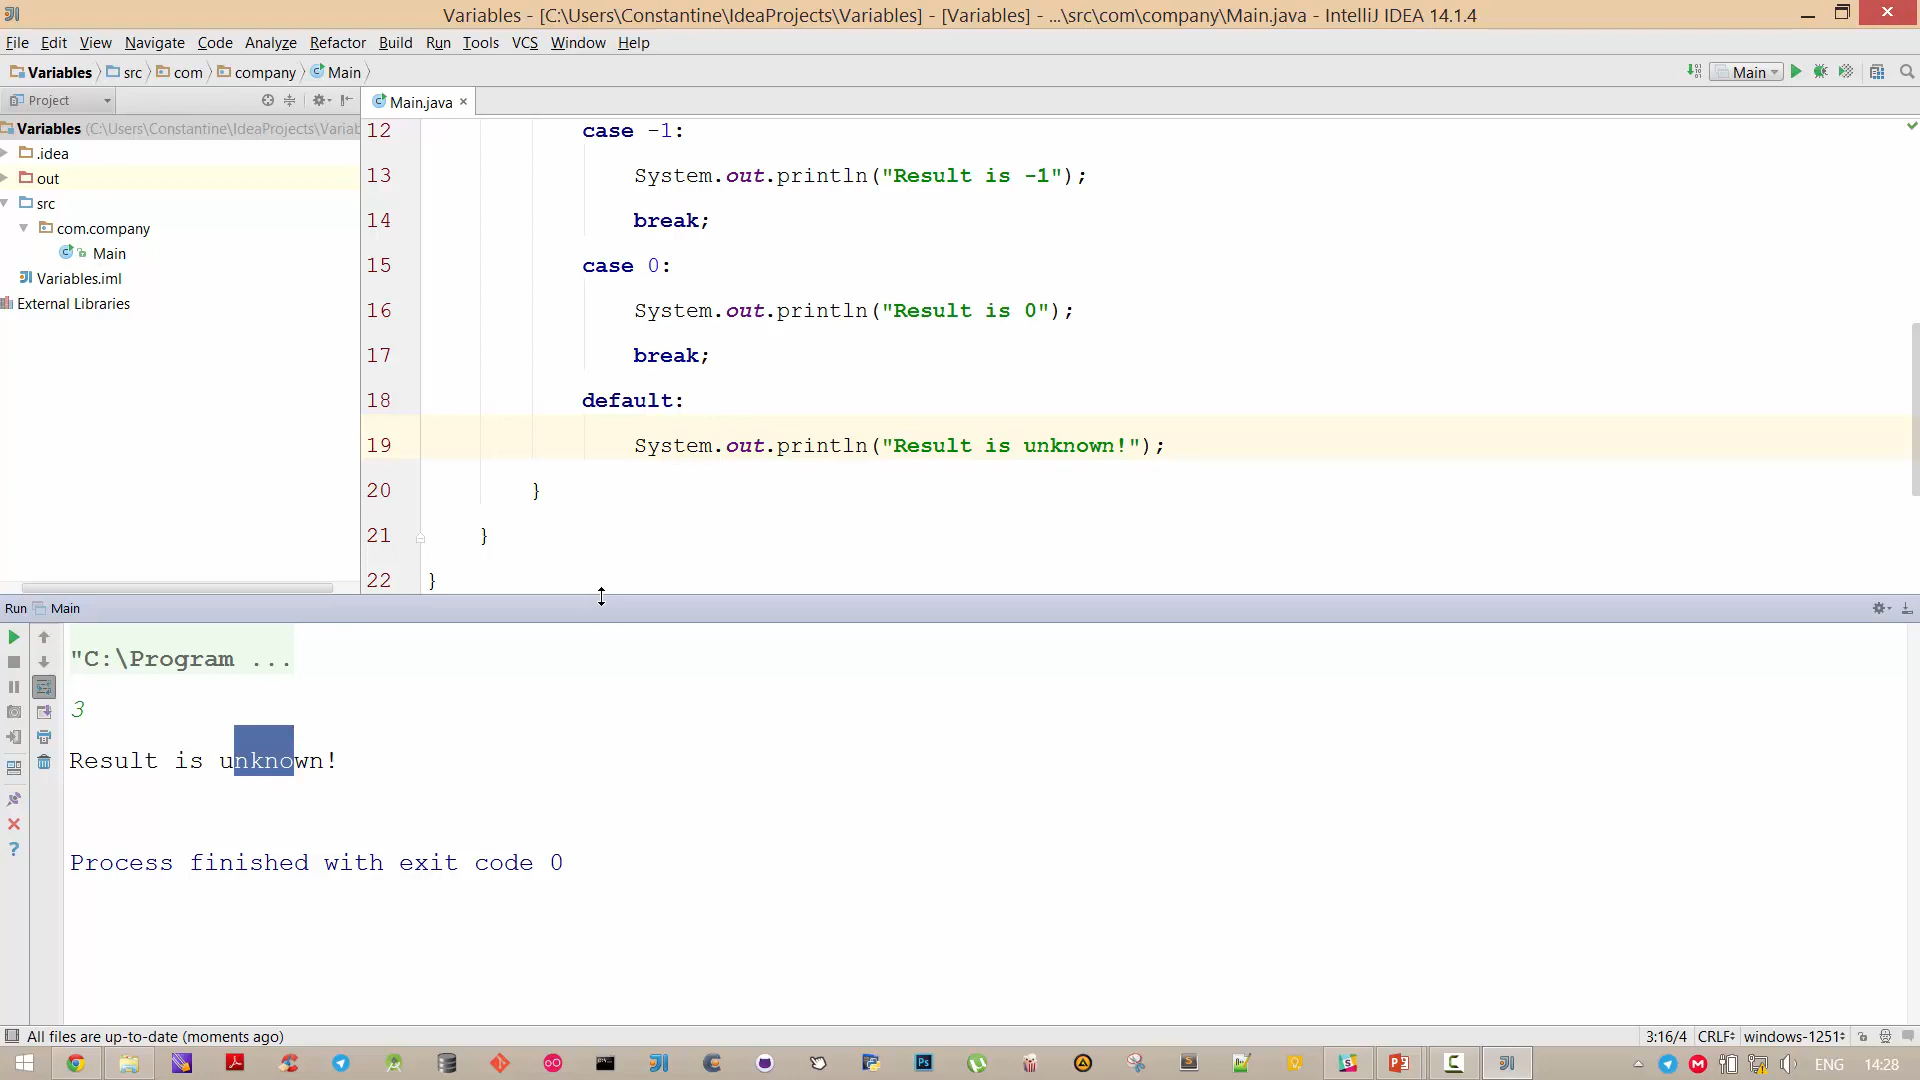 Variables - [C:\Users\Constantine\IdeaProjects\Variables] - [Variables] - ...\src\com\company\Main.java - IntelliJ IDEA 14.1.4
File Edit View Navigate Code Analyze Refactor Build Run Tools VCS Window Help
Variables src com company Main Main
Project Main.java
Variables (C:\Users\Constantine\IdeaProjects\Variab
.idea
out
src
com.company
Main
Variables.iml
External Libraries
12 case -1:
13 System.out.println("Result is -1");
14 break;
15 case 0:
16 System.out.println("Result is 0");
17 break;
18 default:
19 System.out.println("Result is unknown!");
20 }
21 }
22 }
Run Main
"C:\Program ...
3
Result is unknown!
Process finished with exit code 0
All files are up-to-date (moments ago) 3:16/4 CRLF windows-1251
ENG 14:28